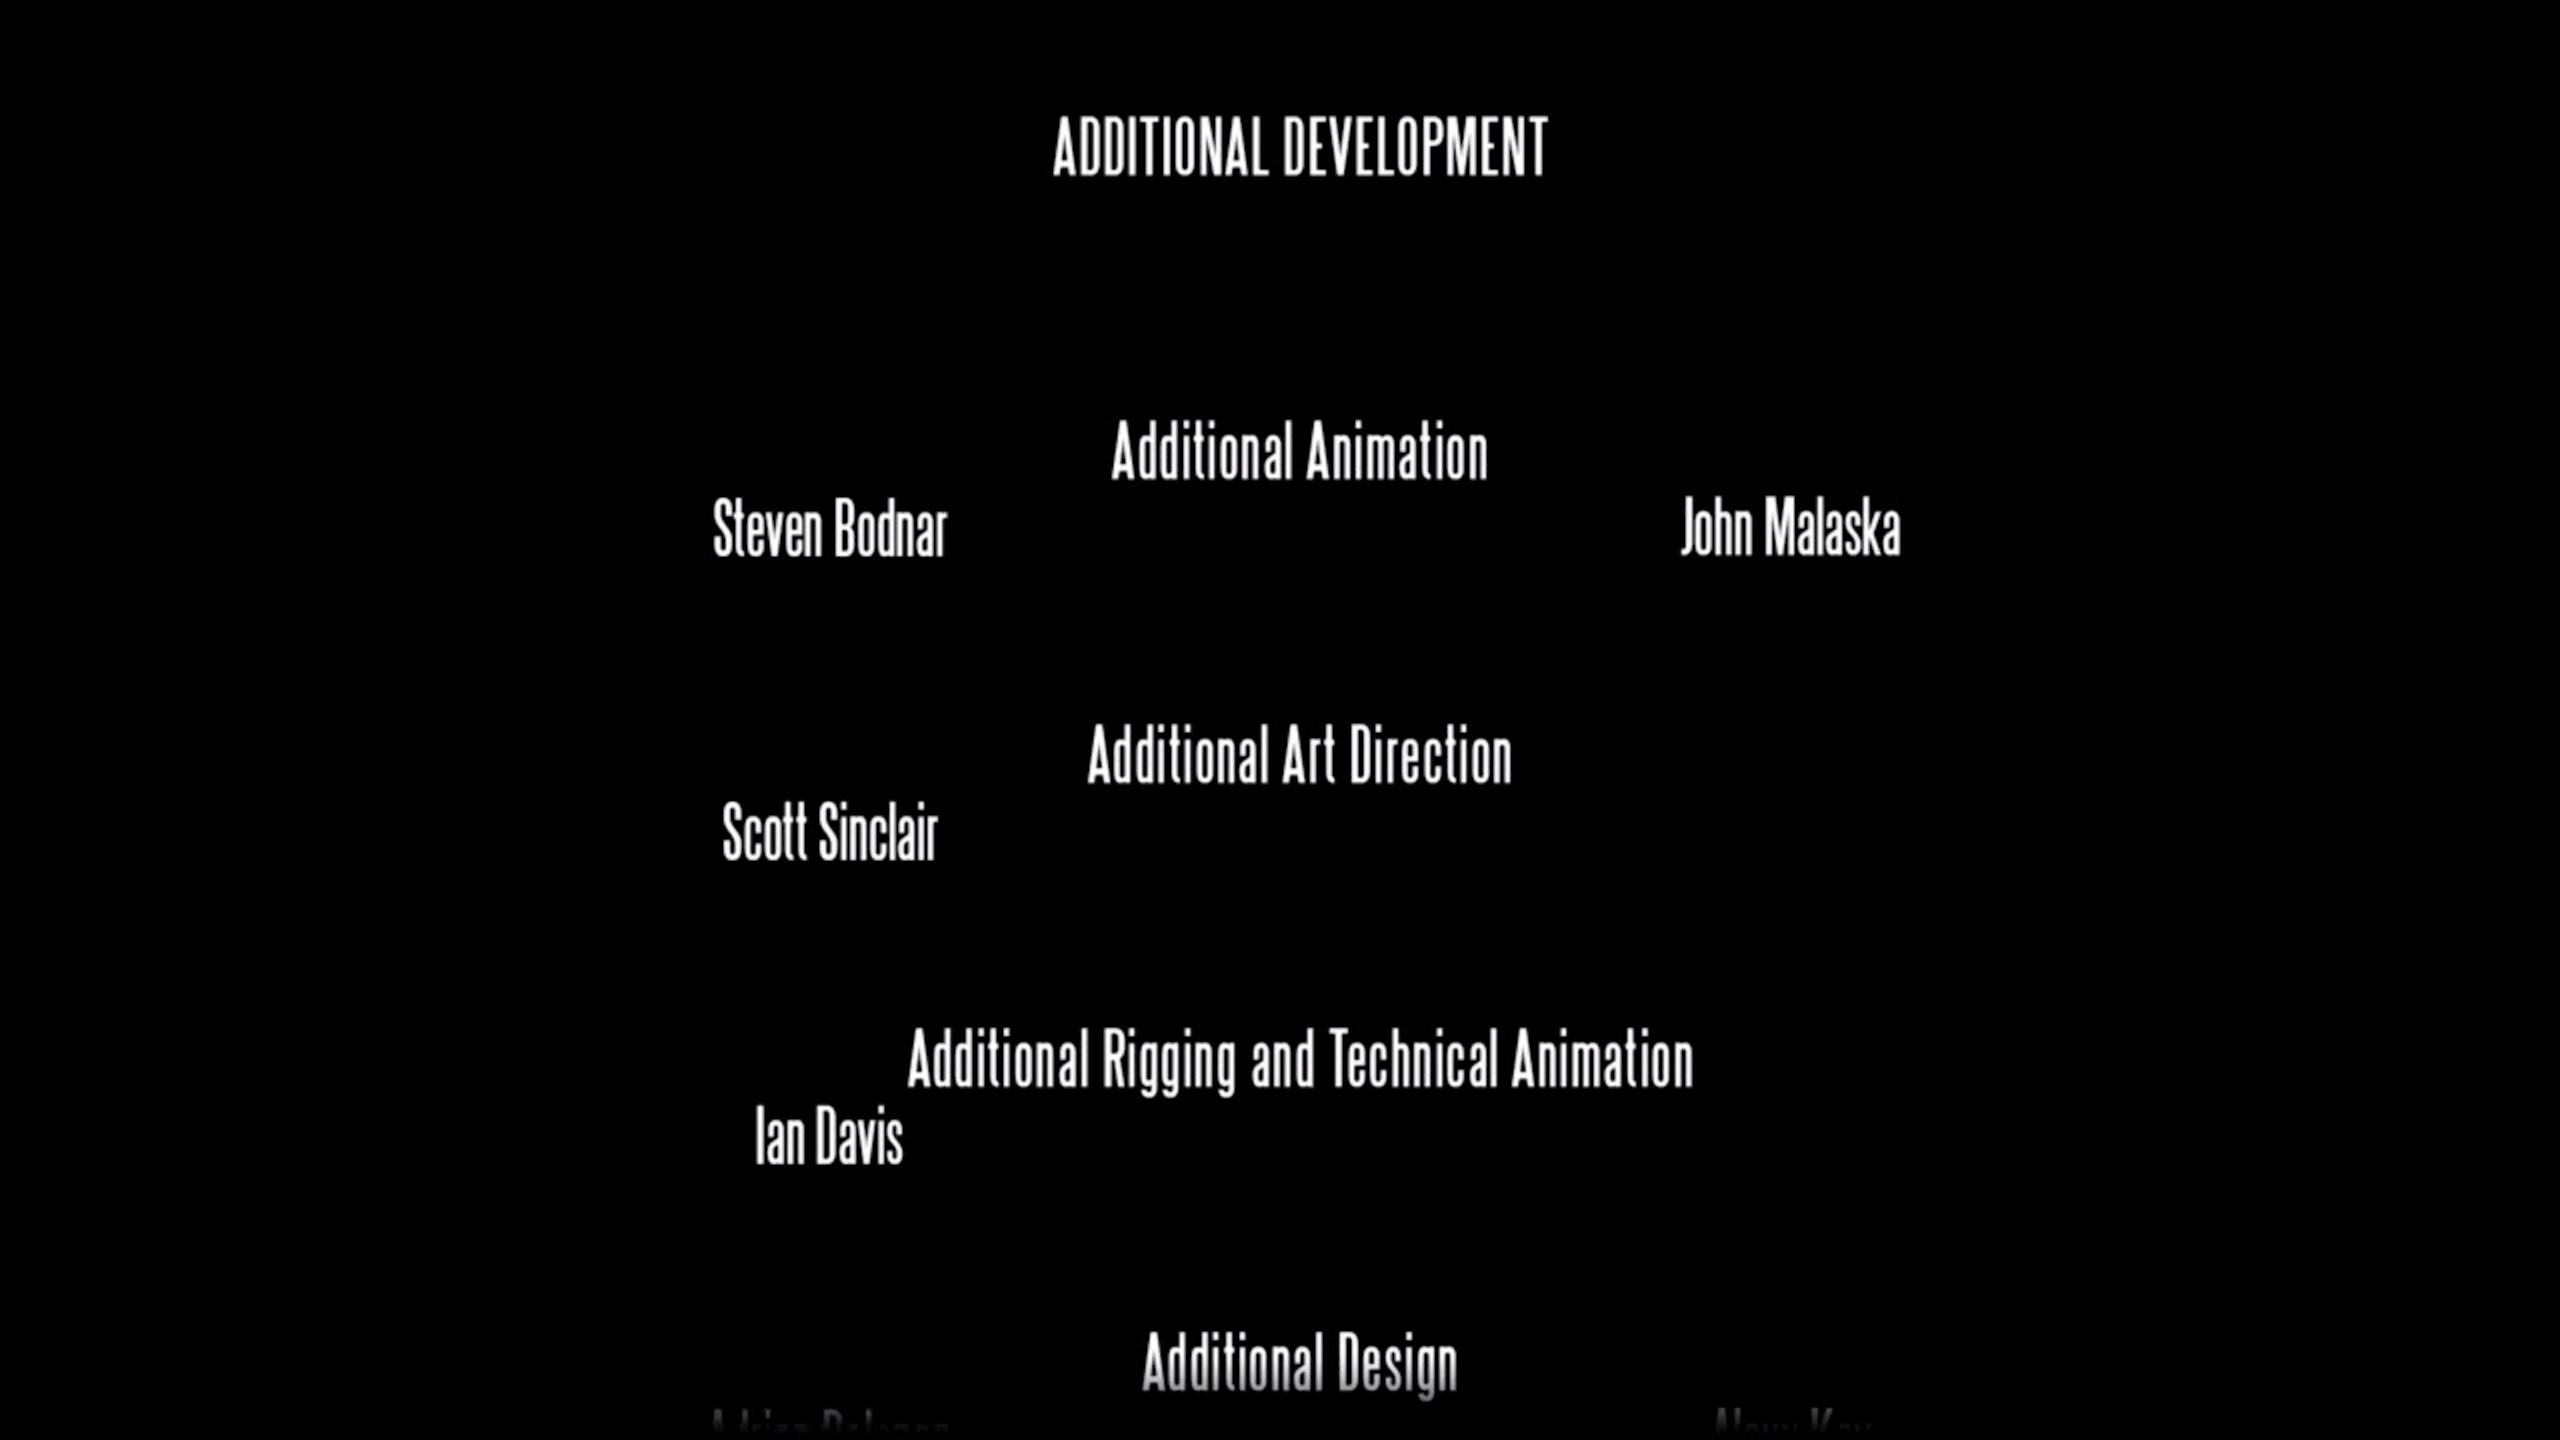 ADDITIONAL DEVELOPMENT
Additional Animation
Steven Bodnar John Malaska
Additional Art Direction
Scott Sinclair
Additional Rigging and Technical Animation
Ian Davis
Additional Design